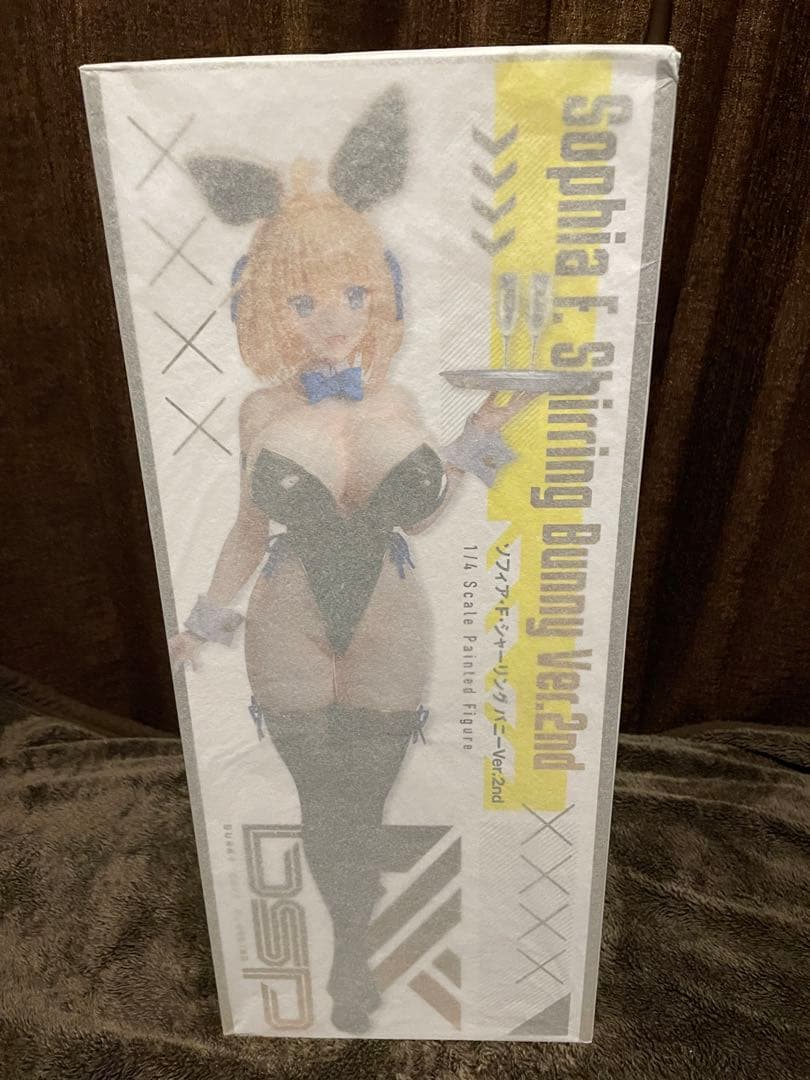 Sophia F. Shirring Bunny Ver.2nd
ソフィア・F・シャーリング バニーVer.2nd
1/4 Scale Painted Figure
bsp